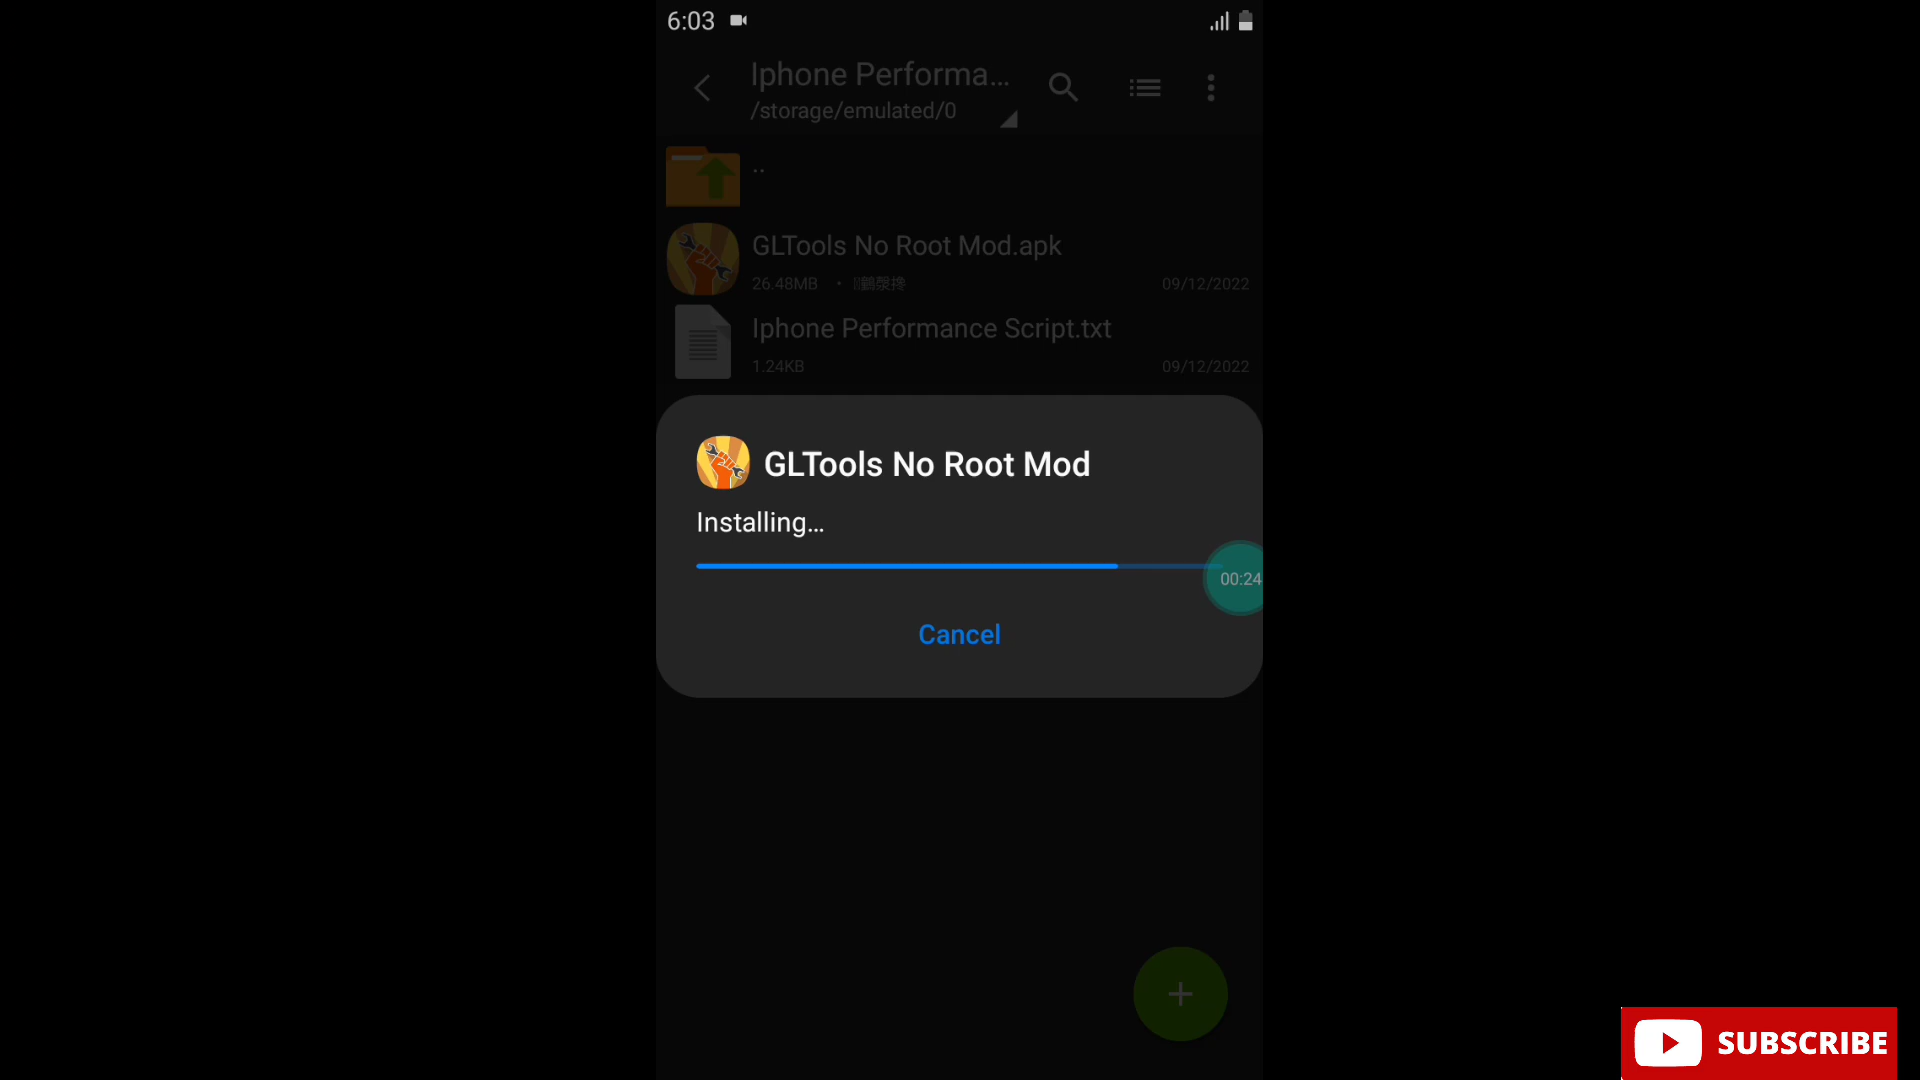 6:03
Iphone Performa...
/storage/emulated/0
..
GLTools No Root Mod.apk
26.48MB •
09/12/2022
Iphone Performance Script.txt
1.24KB
09/12/2022
GLTools No Root Mod
Installing...
00:24
Cancel
SUBSCRIBE